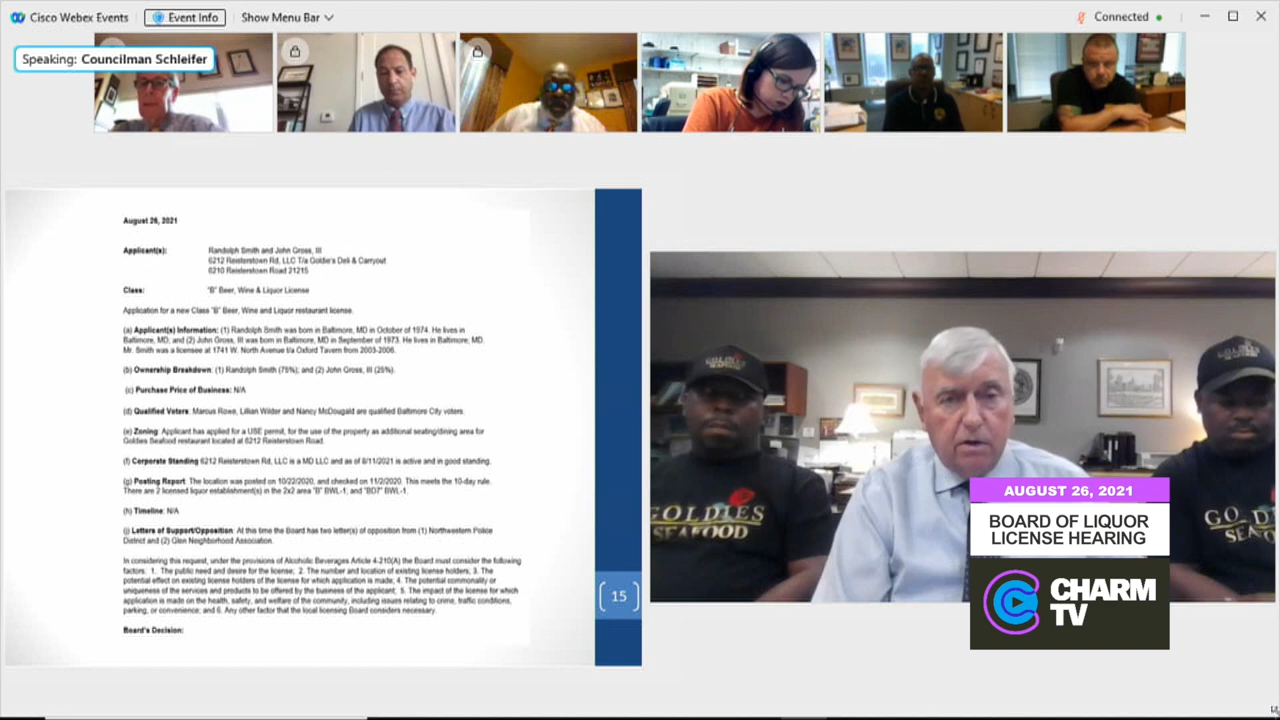 Cisco Webex Events
Event Info
Show Menu Bar
Connected
Speaking: Councilman Schleifer
August 26, 2021
Applicant(s): Randolph Smith and John Gross, III
6212 Reisterstown Rd, LLC T/a Goldie's Deli & Carryout
6210 Reisterstown Road 21215
Class: "B" Beer, Wine & Liquor License
Application for a new Class "B" Beer, Wine and Liquor restaurant license.
(a) Applicant(s) Information: (1) Randolph Smith was born in Baltimore, MD in October of 1974. He lives in
Baltimore, MD, and (2) John Gross, III was born in Baltimore, MD in September of 1973. He lives in Baltimore, MD.
Mr. Smith was a licensee at 1741 W. North Avenue t/a Oxford Tavern from 2003-2006.
(b) Ownership Breakdown: (1) Randolph Smith (75%); and (2) John Gross, III (25%).
(c) Purchase Price of Business: N/A
(d) Qualified Voters: Marcus Rowe, Lillian Wilder and Nancy McDougald are qualified Baltimore City voters.
(e) Zoning: Applicant has applied for a USE permit, for the use of the property as additional seating/dining area for
Goldies Seafood restaurant located at 6212 Reisterstown Road.
(f) Corporate Standing 6212 Reisterstown Rd, LLC is a MD LLC and as of 8/11/2021 is active and in good standing.
(g) Posting Report: The location was posted on 10/22/2020, and checked on 11/2/2020. This meets the 10-day rule.
There are 2 licensed liquor establishment(s) in the 2x2 area "B" BWL-1; and "BD7" BWL-1.
(h) Timeline: N/A
(i) Letters of Support/Opposition: At this time the Board has two letter(s) of opposition from (1) Northwestern Police
District and (2) Glen Neighborhood Association.
In considering this request, under the provisions of Alcoholic Beverages Article 4-210(A) the Board must consider the following
factors. 1. The public need and desire for the license; 2. The number and location of existing license holders, 3. The
potential effect on existing license holders of the license for which application is made; 4. The potential commonality or
uniqueness of the services and products to be offered by the business of the applicant; 5. The impact of the license for which
application is made on the health, safety, and welfare of the community, including issues relating to crime, traffic conditions,
parking, or convenience; and 6. Any other factor that the local licensing Board considers necessary.
Board's Decision:
15
GOLDIES
SEAFOOD
AUGUST 26, 2021
BOARD OF LIQUOR
LICENSE HEARING
CHARM
TV